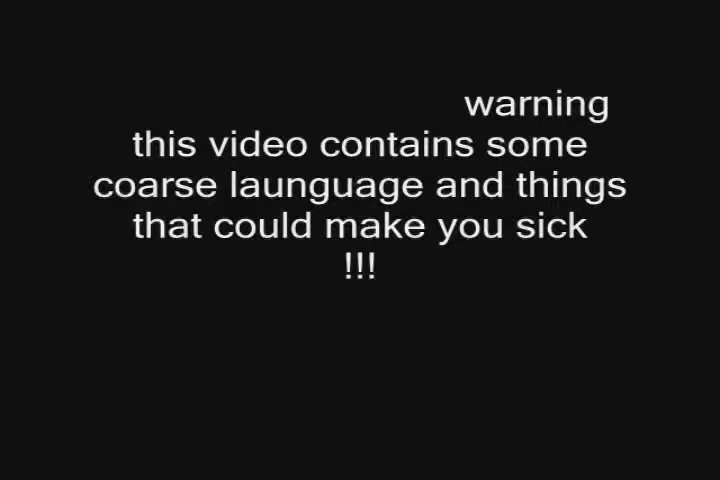 warning
this video contains some
coarse launguage and things
that could make you sick
!!!